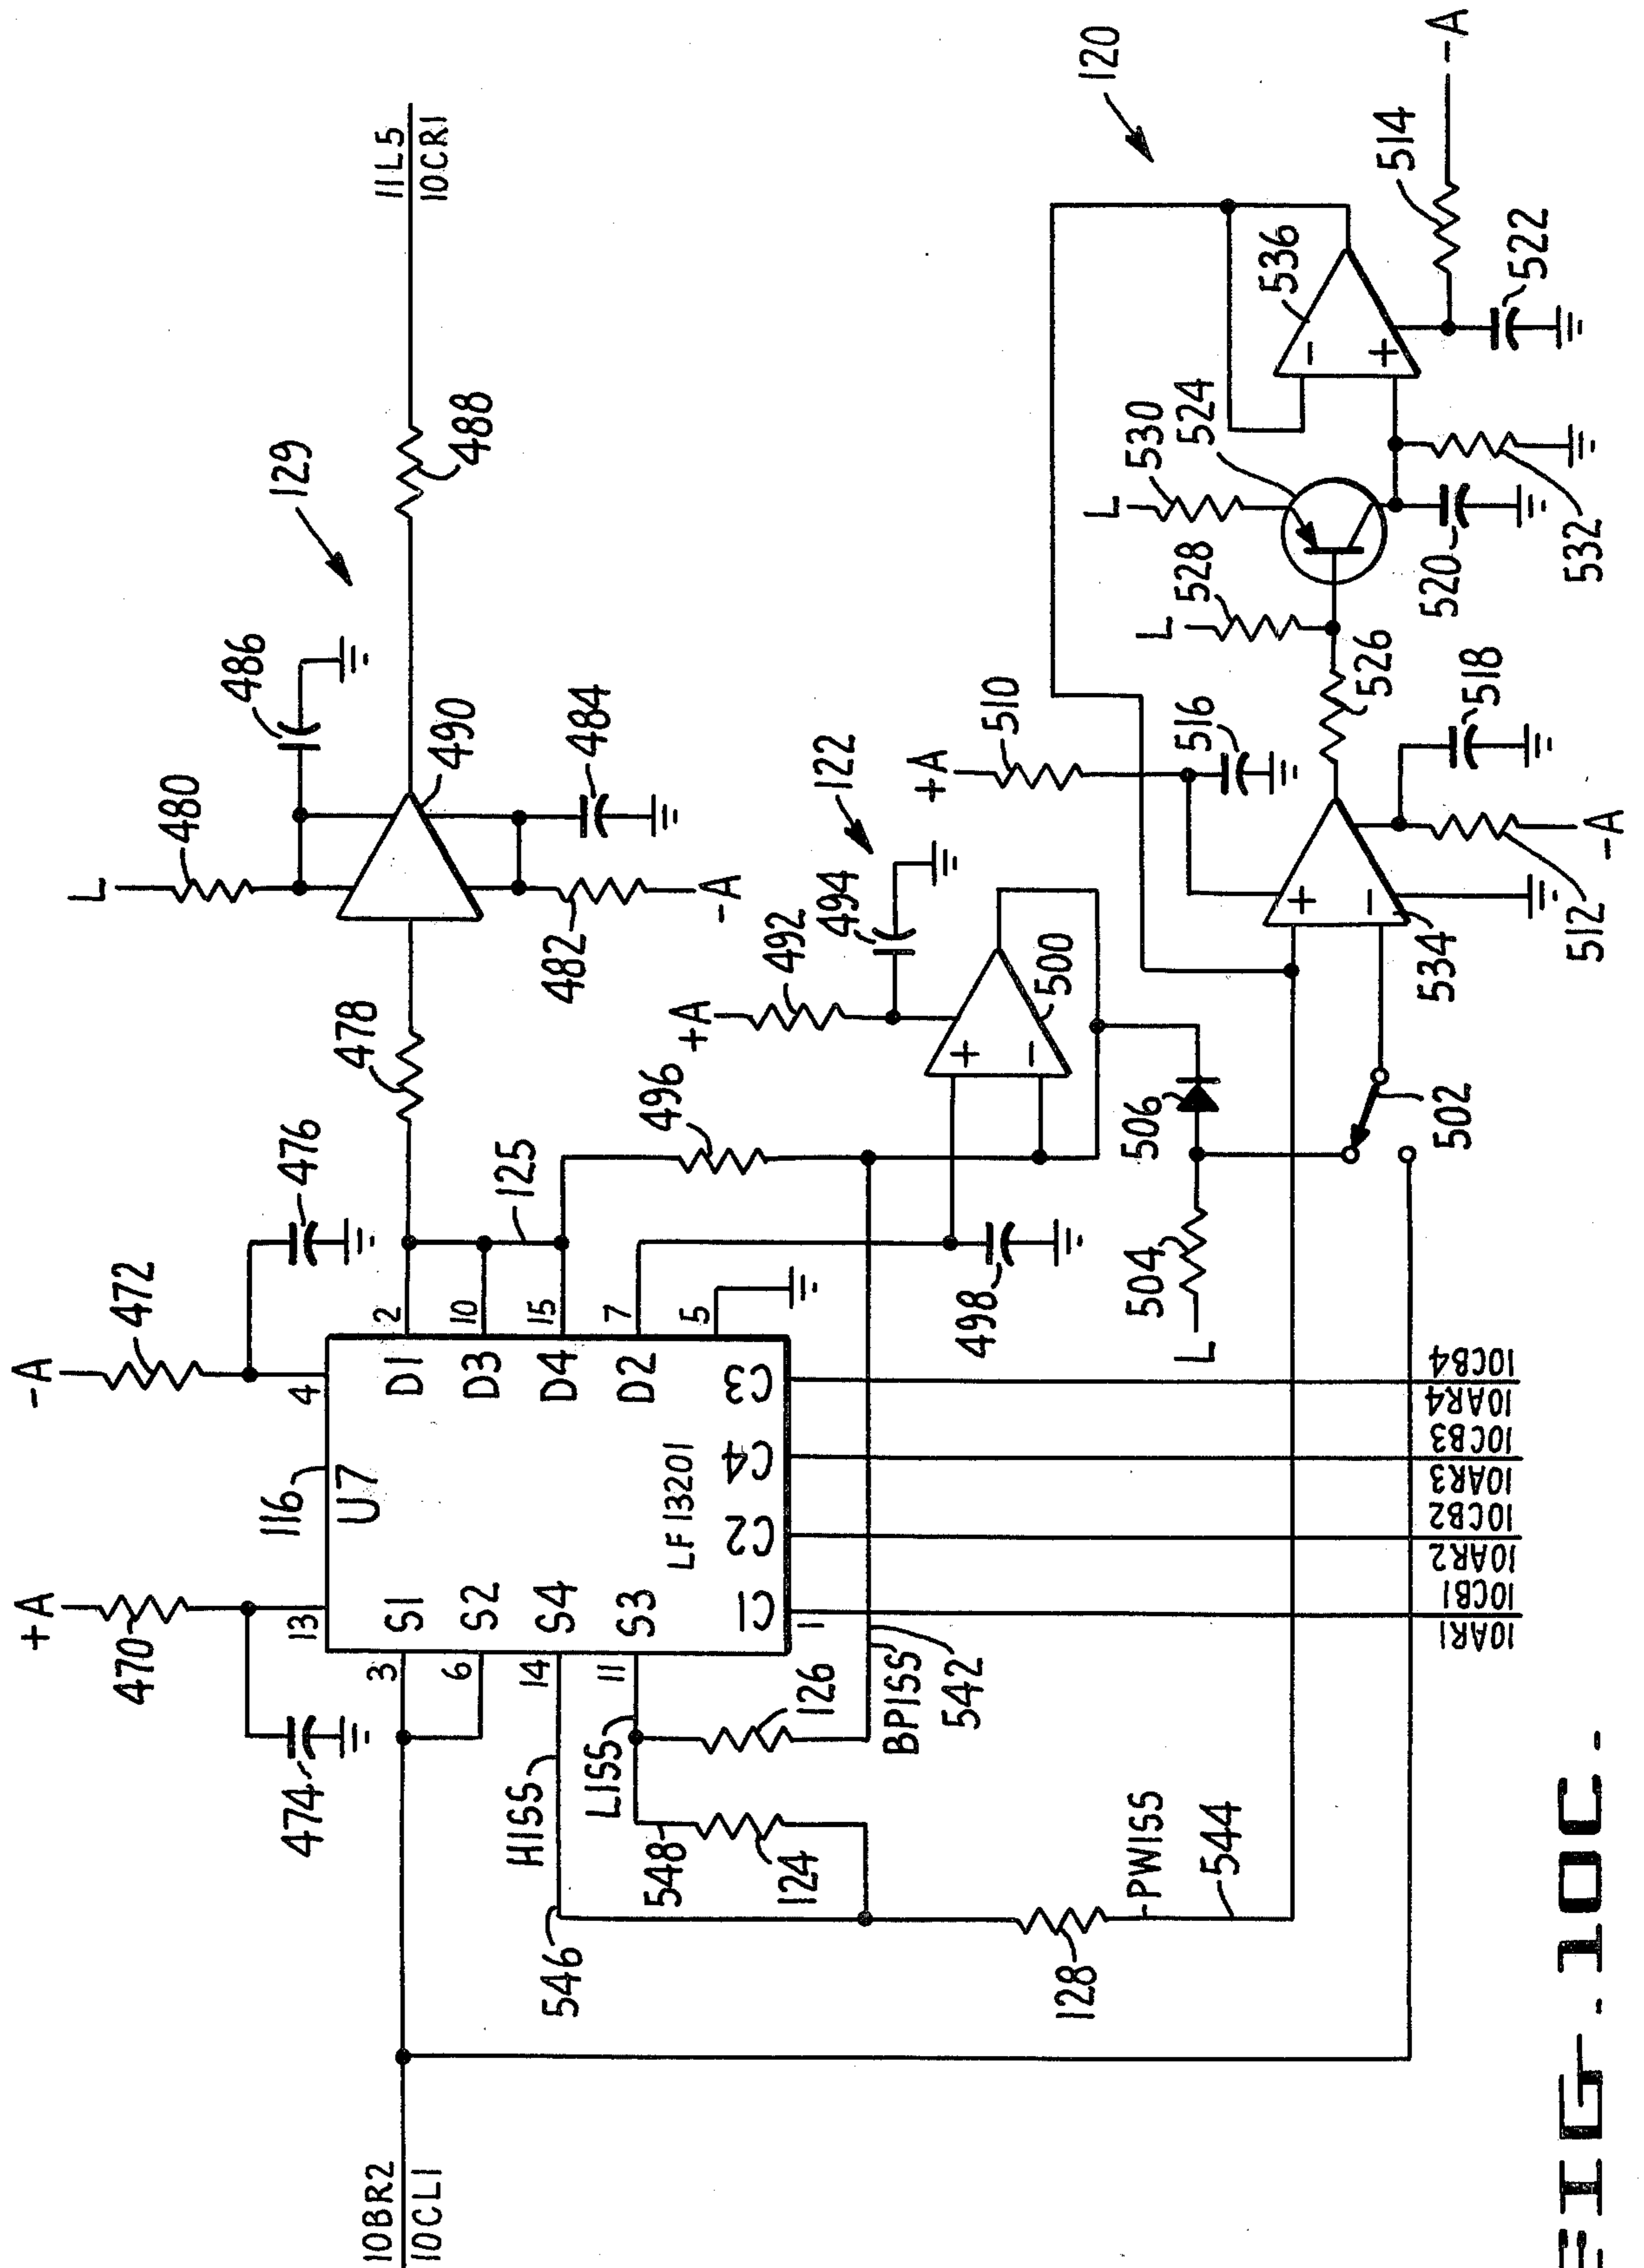 10BR2
10CL1
11L5
10CR1
129
488
486
490
484
480
L
482
-A
478
476
472
-A
+A
470
474
116
U7
LF13201
13
4
S1
S2
S4
S3
D1
D3
D4
D2
C1
C2
C4
C3
3
6
14
11
1
2
10
15
7
5
125
HISS
LISS
546
548
124
126
128
BPISS
542
PWISS
544
496
+A
492
494
122
+
-
500
498
L
504
506
502
10AR1
10CB1
10AR2
10CB2
10AR3
10CB3
10AR4
10CB4
120
+A
510
516
+
-
534
512
-A
518
526
L
528
L
530
524
520
532
-
+
536
514
-A
522
FIG. 10C.